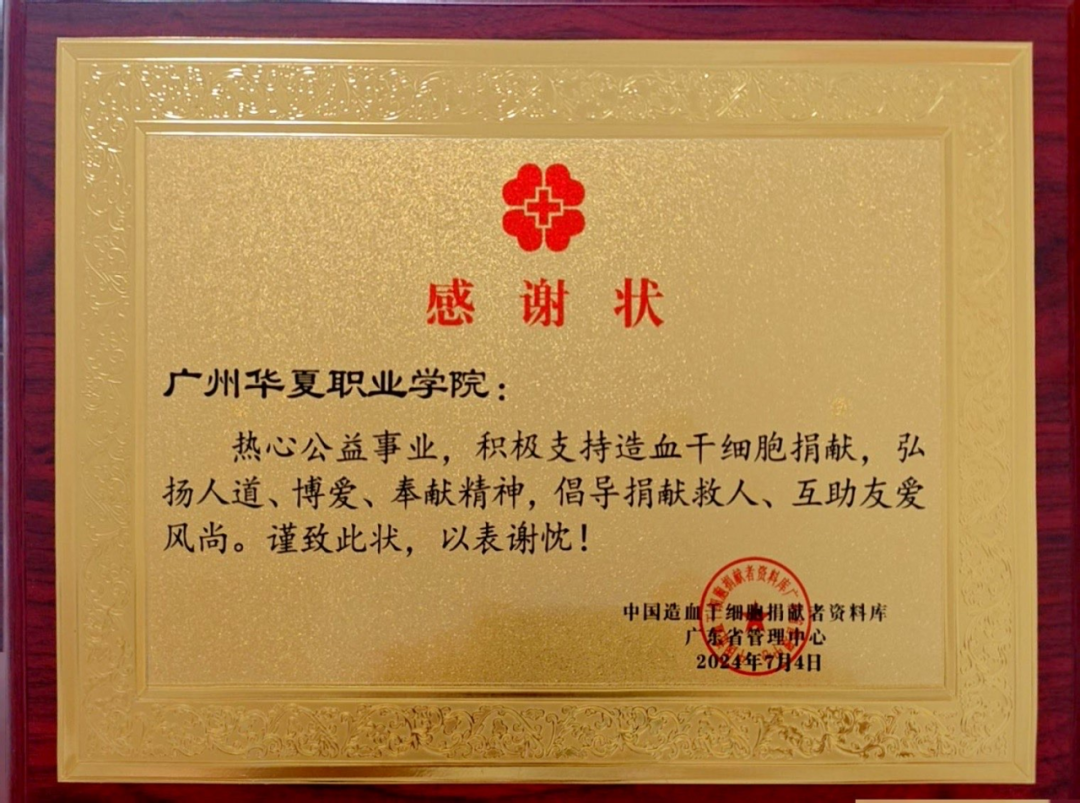 感谢状
广州华夏职业学院：
热心公益事业，积极支持造血干细胞捐献，弘
扬人道、博爱、奉献精神，倡导捐献救人、互助友爱
风尚。谨致此状，以表谢忱！
中国造血干细胞捐献者资料库
广东省管理中心
2024年7月4日